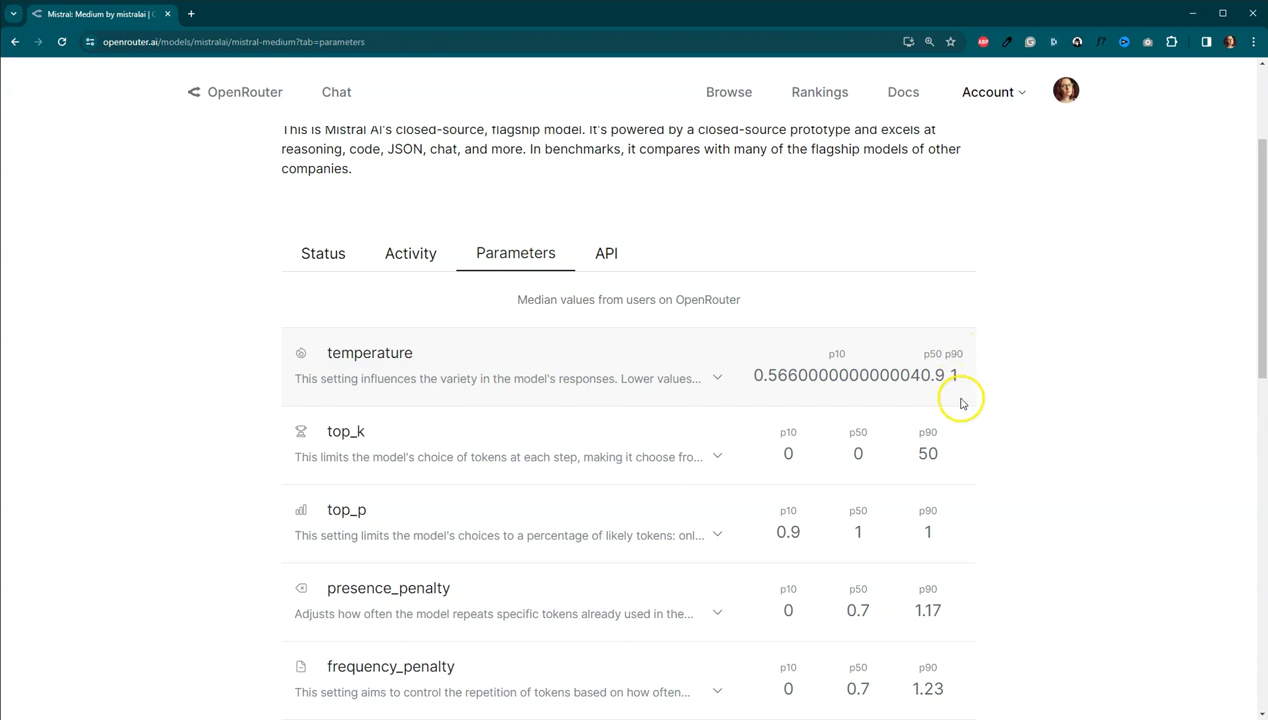 Mistral: Medium by mistralai |
openrouter.ai/models/mistralai/mistral-medium?tab=parameters
OpenRouter Chat Browse Rankings Docs Account
This is Mistral AI's closed-source, flagship model. It's powered by a closed-source prototype and excels at
reasoning, code, JSON, chat, and more. In benchmarks, it compares with many of the flagship models of other
companies.
Status Activity Parameters API
Median values from users on OpenRouter
temperature p10 p50 p90
This setting influences the variety in the model's responses. Lower values... 0.5660000000000004 0.9 1
top_k p10 p50 p90
This limits the model's choice of tokens at each step, making it choose fro... 0 0 50
top_p p10 p50 p90
This setting limits the model's choices to a percentage of likely tokens: onl... 0.9 1 1
presence_penalty p10 p50 p90
Adjusts how often the model repeats specific tokens already used in the... 0 0.7 1.17
frequency_penalty p10 p50 p90
This setting aims to control the repetition of tokens based on how often... 0 0.7 1.23